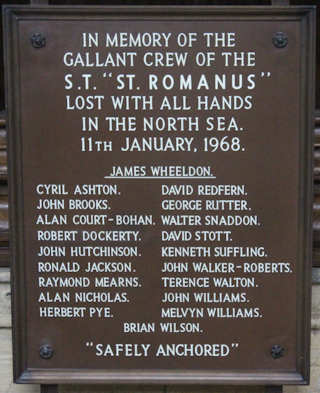 IN MEMORY OF THE
GALLANT CREW OF THE
S.T. "ST. ROMANUS"
LOST WITH ALL HANDS
IN THE NORTH SEA.
11TH JANUARY, 1968.
JAMES WHEELDON.
CYRIL ASHTON. DAVID REDFERN.
JOHN BROOKS. GEORGE RUTTER.
ALAN COURT-BOHAN. WALTER SNADDON.
ROBERT DOCKERTY. DAVID STOTT.
JOHN HUTCHINSON. KENNETH SUFFLING.
RONALD JACKSON. JOHN WALKER-ROBERTS.
RAYMOND MEARNS. TERENCE WALTON.
ALAN NICHOLAS. JOHN WILLIAMS.
HERBERT PYE. MELVYN WILLIAMS.
BRIAN WILSON.
"SAFELY ANCHORED"